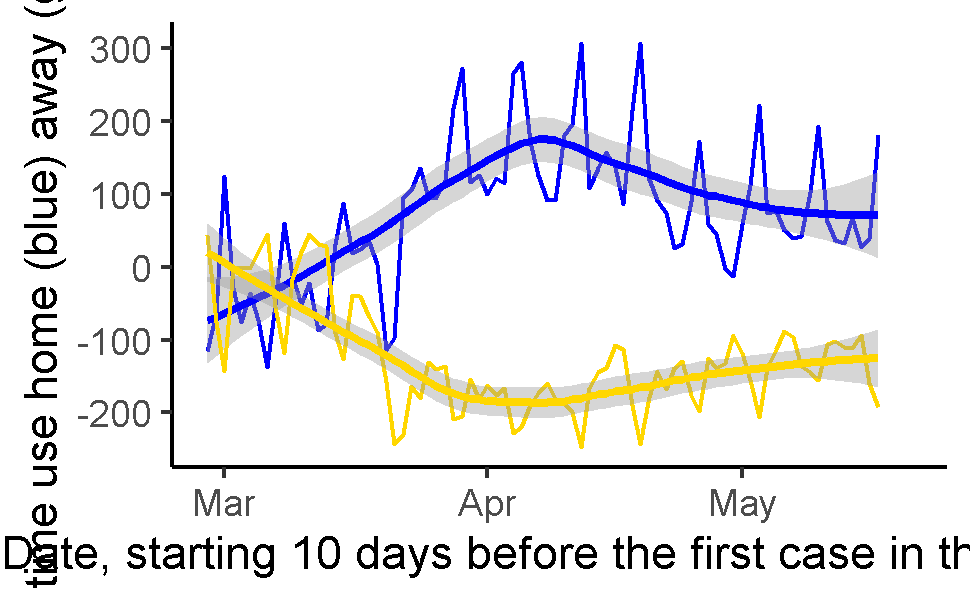 time use home (blue) away (
300
200
100
0
-100
-200
Mar Apr May
Date, starting 10 days before the first case in th